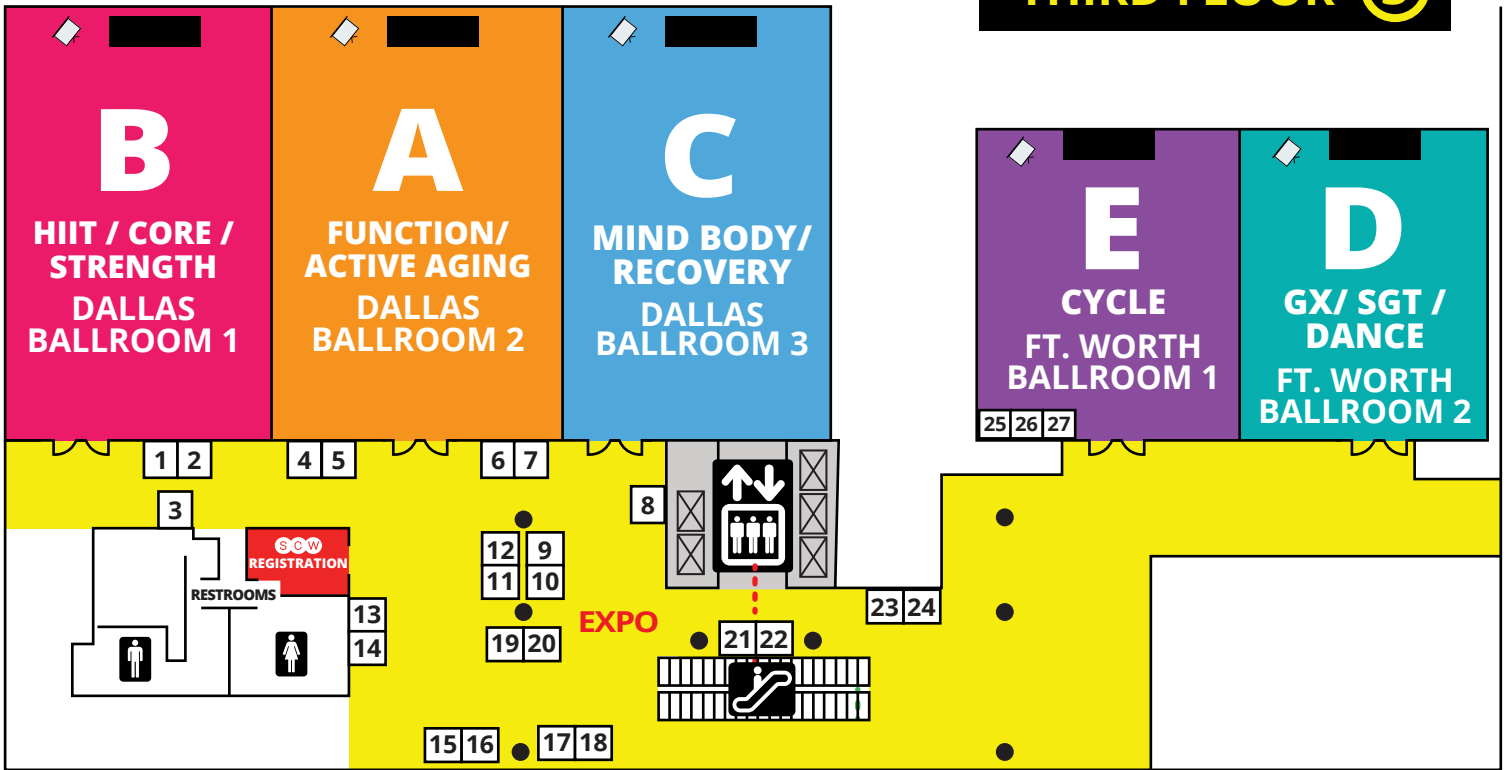 THIRD FLOOR 3
B
HIIT / CORE /
STRENGTH
DALLAS
BALLROOM 1
A
FUNCTION/
ACTIVE AGING
DALLAS
BALLROOM 2
C
MIND BODY/
RECOVERY
DALLAS
BALLROOM 3
E
CYCLE
FT. WORTH
BALLROOM 1
D
GX/ SGT /
DANCE
FT. WORTH
BALLROOM 2
25 26 27
1 2
4 5
6 7
3
8
SCW
REGISTRATION
RESTROOMS
12 9
11 10
13
14
19 20
EXPO
21 22
23 24
15 16
17 18